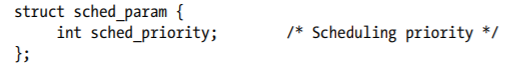 struct sched_param {
    int sched_priority;        /* Scheduling priority */
};